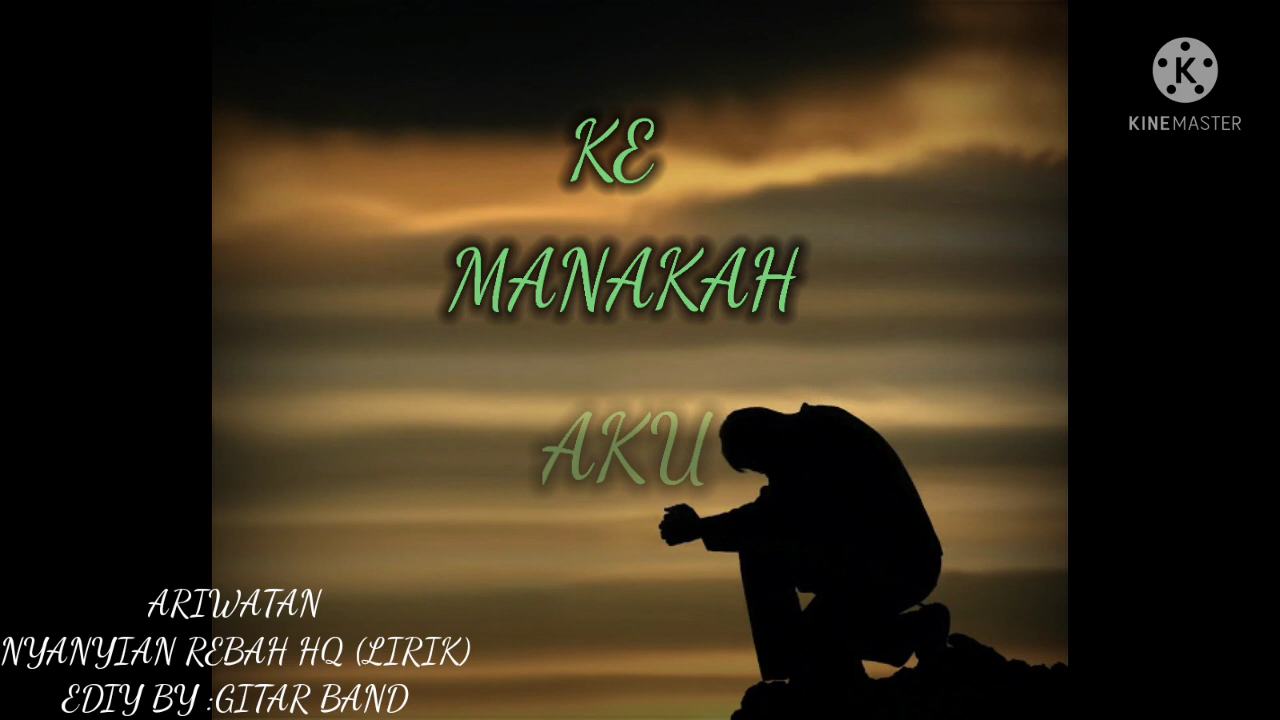 KE
MANAKAH
AKU
KINEMASTER
ARIWATAN
NYANYIAN REBAH HQ (LIRIK)
EDIY BY :GITAR BAND